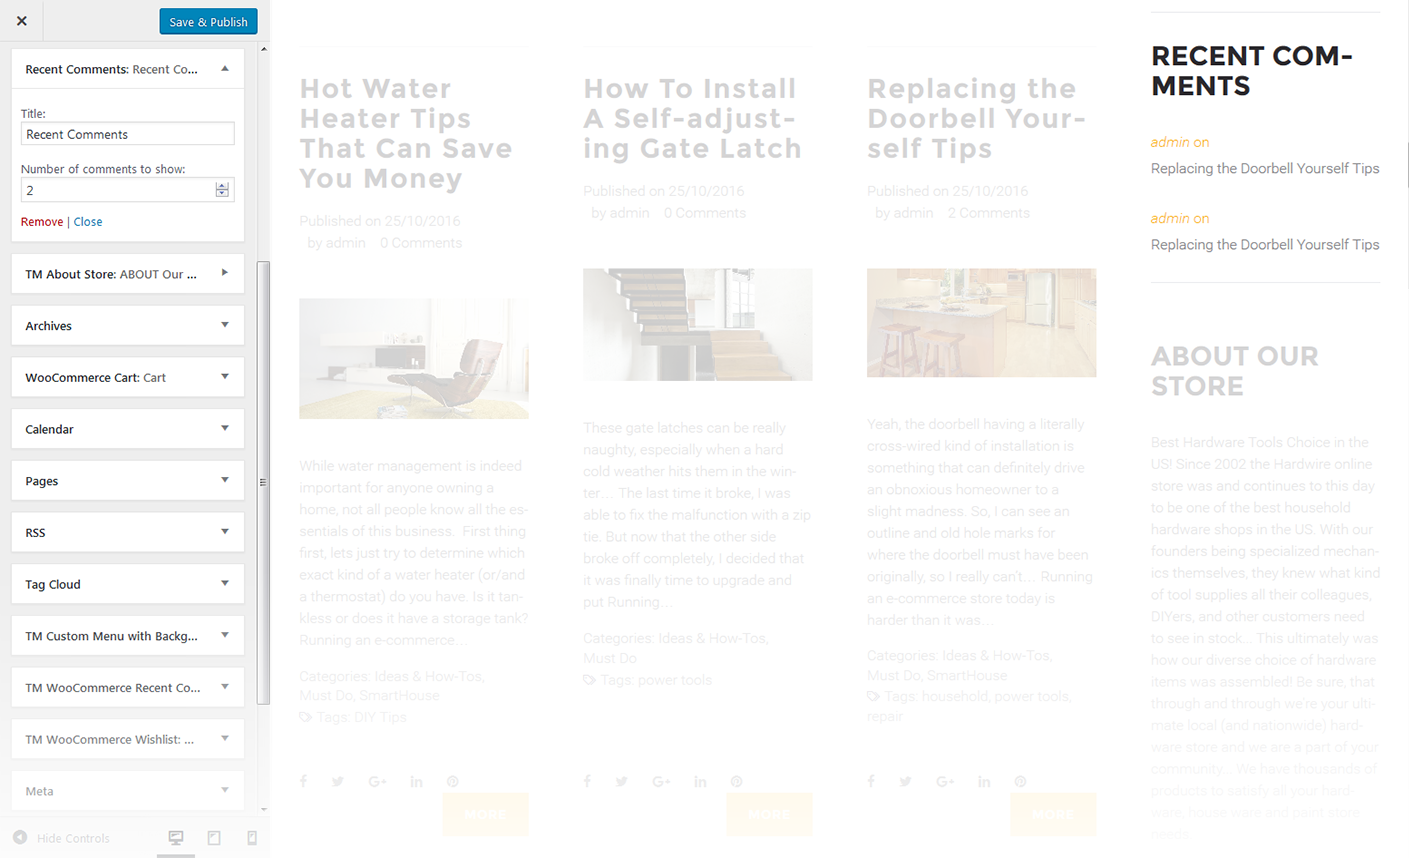 ×
Save & Publish
Recent Comments: Recent Co...
Title:
Recent Comments
Number of comments to show:
2
Remove | Close
TM About Store: ABOUT Our ...
Archives
WooCommerce Cart: Cart
Calendar
Pages
RSS
Tag Cloud
TM Custom Menu with Backg...
TM WooCommerce Recent Co...
TM WooCommerce Wishlist: ...
Meta
Hide Controls
Hot Water
Heater Tips
That Can Save
You Money
Published on 25/10/2016
by admin 0 Comments
While water management is indeed
important for anyone owning a
home, not all people know all the es-
sentials of this business. First thing
first, lets just try to determine which
exact kind of a water heater (or/and
a thermostat) do you have. Is it tan-
kless or does it have a storage tank?
Running an e-commerce...
Categories: Ideas & How-Tos,
Must Do, SmartHouse
Tags: DIY Tips
MORE
How To Install
A Self-adjust-
ing Gate Latch
Published on 25/10/2016
by admin 0 Comments
These gate latches can be really
naughty, especially when a hard
cold weather hits them in the win-
ter... The last time it broke, I was
able to fix the malfunction with a zip
tie. But now that the other side
broke off completely, I decided that
it was finally time to upgrade and
put Running...
Categories: Ideas & How-Tos,
Must Do
Tags: power tools
MORE
Replacing the
Doorbell Your-
self Tips
Published on 25/10/2016
by admin 2 Comments
Yeah, the doorbell having a literally
cross-wired kind of installation is
something that can definitely drive
an obnoxious homeowner to a
slight madness. So, I can see an
outline and old hole marks for
where the doorbell must have been
originally, so I really can't... Running
an e-commerce store today is
harder than it was...
Categories: Ideas & How-Tos,
Must Do, SmartHouse
Tags: household, power tools,
repair
MORE
RECENT COM-
MENTS
admin on
Replacing the Doorbell Yourself Tips
admin on
Replacing the Doorbell Yourself Tips
ABOUT OUR
STORE
Best Hardware Tools Choice in the
US! Since 2002 the Hardwire online
store was and continues to this day
to be one of the best household
hardware shops in the US. With our
founders being specialized mechan-
ics themselves, they knew what kind
of tool supplies all their colleagues,
DIYers, and other customers need
to see in stock... This ultimately was
how our diverse choice of hardware
items was assembled! Be sure, that
through and through we're your ulti-
mate local (and nationwide) hard-
ware store and we are a part of your
community... We have thousands of
products to satisfy all your hard-
ware, house ware and paint store
needs.